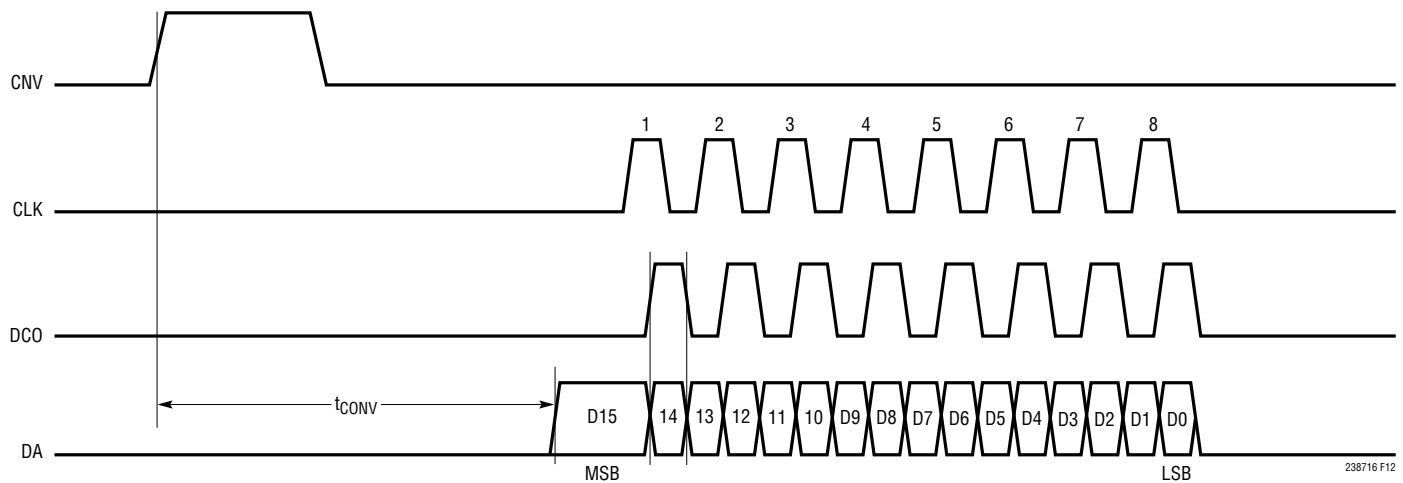 CNV
1 2 3 4 5 6 7 8
CLK
DCO
tCONV
DA
D15 14 13 12 11 10 D9 D8 D7 D6 D5 D4 D3 D2 D1 D0
MSB LSB
238716 F12